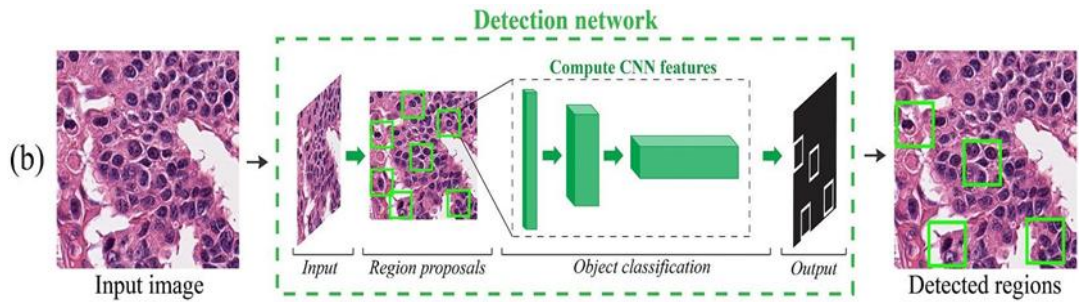 Detection network
Compute CNN features
(b)
Input
Region proposals
Object classification
Output
Input image
Detected regions